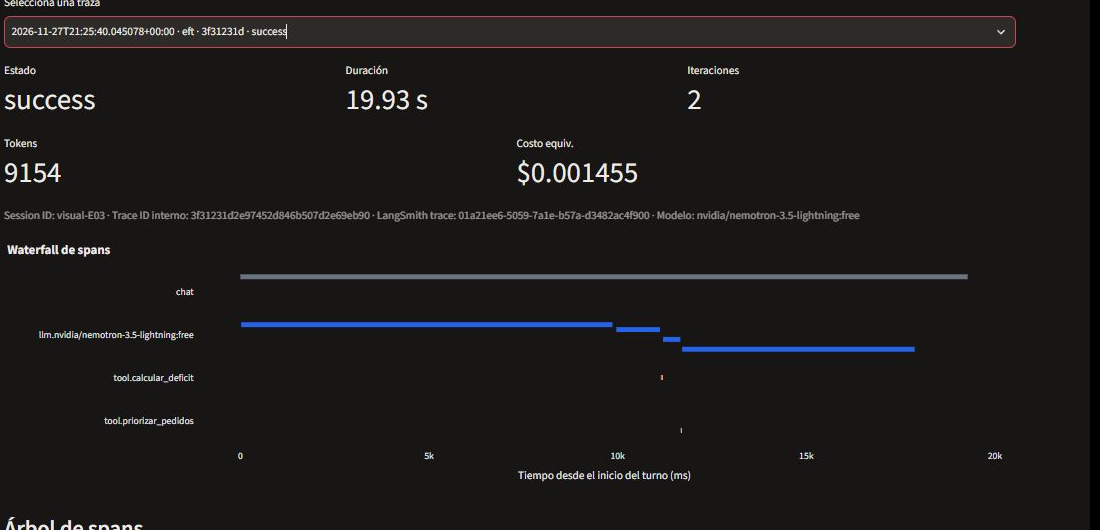 Selecciona una traza
2026-11-27T21:25:40.045078+00:00 · eft · 3f31231d · success
Estado
Duración
Iteraciones
success
19.93 s
2
Tokens
Costo equiv.
9154
$0.001455
Session ID: visual-E03 · Trace ID interno: 3f31231d2e97452d846b507d2e69eb90 · LangSmith trace: 01a21ee6-5059-7a1e-b57a-d3482ac4f900 · Modelo: nvidia/nemotron-3.5-lightning:free
Waterfall de spans
chat
llm.nvidia/nemotron-3.5-lightning:free
tool.calcular_deficit
tool.priorizar_pedidos
0 5k 10k 15k 20k
Tiempo desde el inicio del turno (ms)
Árbol de spans